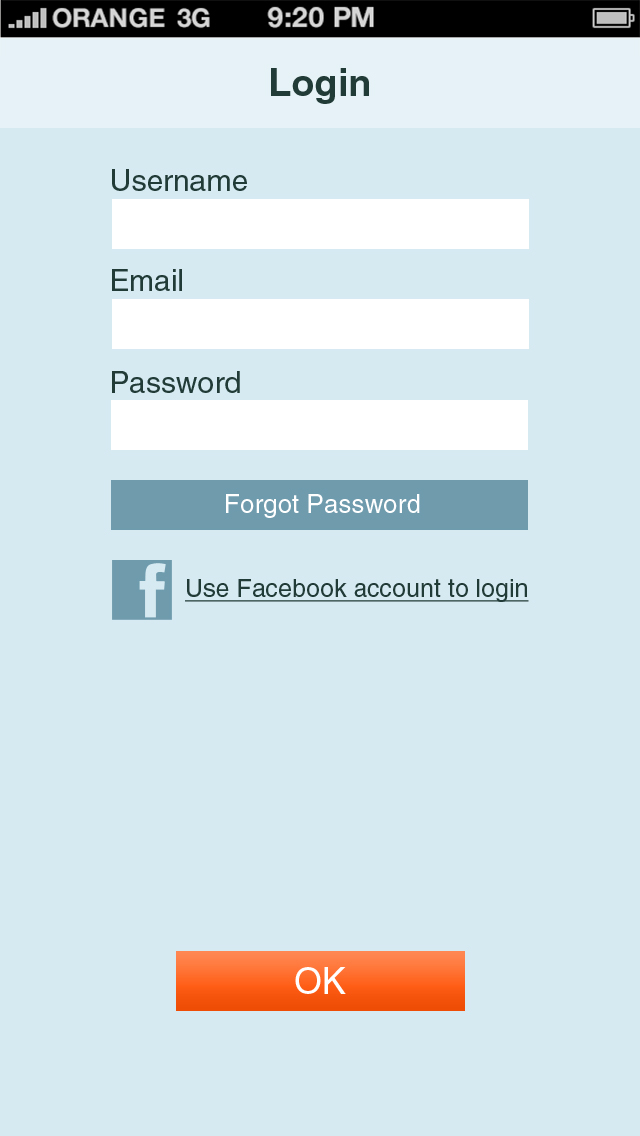 ORANGE 3G 9:20 PM
Login
Username
Email
Password
Forgot Password
f Use Facebook account to login
OK